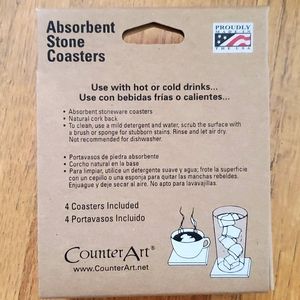 Absorbent
Stone
Coasters
PROUDLY
THE USA
Use with hot or cold drinks...
Use con bebidas frías o calientes...
• Absorbent stoneware coasters
• Natural cork back
• To clean, use a mild detergent and water, scrub the surface with
a brush or sponge for stubborn stains. Rinse and let air dry.
Not recommended for dishwasher.
• Portavasos de piedra absorbente
• Corcho natural en la base
• Para limpiar, utilice un detergente suave y agua; frote la superficie
con un cepillo o una esponja para quitar las manchas rebeldes.
Enjuague y deje secar al aire. No apto para lavavajillas.
4 Coasters Included
4 Portavasos Incluido
CounterArt®
www.CounterArt.net